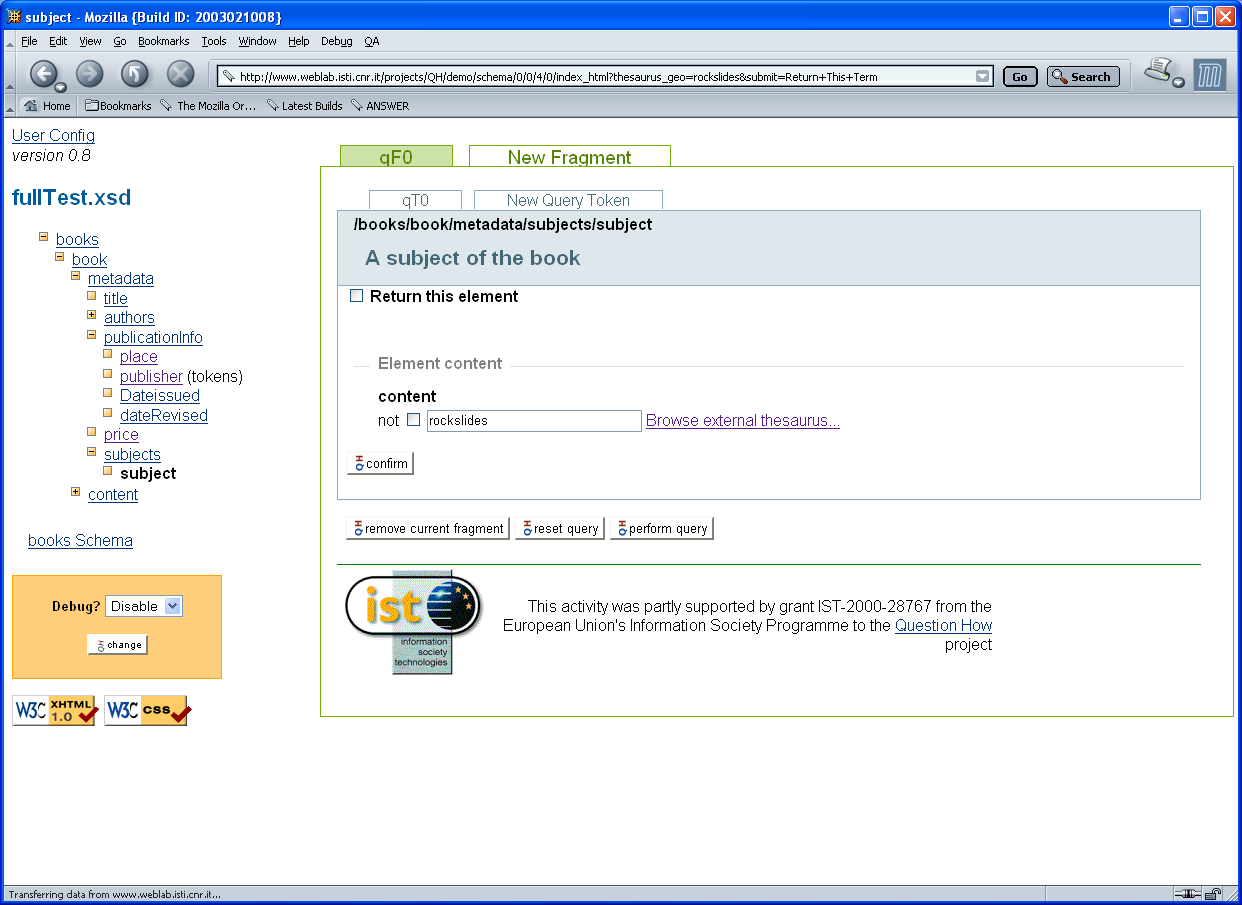 subject - Mozilla {Build ID: 2003021008}
File Edit View Go Bookmarks Tools Window Help Debug QA
http://www.weblab.isti.cnr.it/projects/QH/demo/schema/0/0/4/0/index_html?thesaurus_geo=rockslides&submit=Return+This+Term Go Search
Home Bookmarks The Mozilla Or... Latest Builds ANSWER
User Config
version 0.8
fullTest.xsd
books
book
metadata
title
authors
publicationInfo
place
publisher (tokens)
Dateissued
dateRevised
price
subjects
subject
content
books Schema
Debug? Disable
change
W3C XHTML 1.0
W3C css
qF0 New Fragment
qT0 New Query Token
/books/book/metadata/subjects/subject
A subject of the book
Return this element
Element content
content
not rockslides Browse external thesaurus...
confirm
remove current fragment reset query perform query
ist
information
society
technologies
This activity was partly supported by grant IST-2000-28767 from the
European Union's Information Society Programme to the Question How
project
Transferring data from www.weblab.isti.cnr.it...